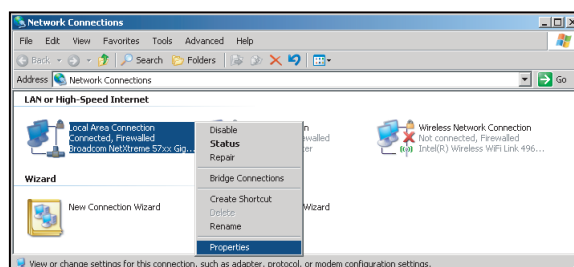 Network Connections
File Edit View Favorites Tools Advanced Help
Back Search Folders
Address Network Connections Go
LAN or High-Speed Internet
Local Area Connection
Connected, Firewalled
Broadcom NetXtreme 57xx Gig...
Disable
Status
Repair
Bridge Connections
Create Shortcut
Delete
Rename
Properties
Wireless Network Connection
Not connected, Firewalled
Intel(R) Wireless WiFi Link 496...
Wizard
New Connection Wizard
Wizard
View or change settings for this connection, such as adapter, protocol, or modem configuration settings.